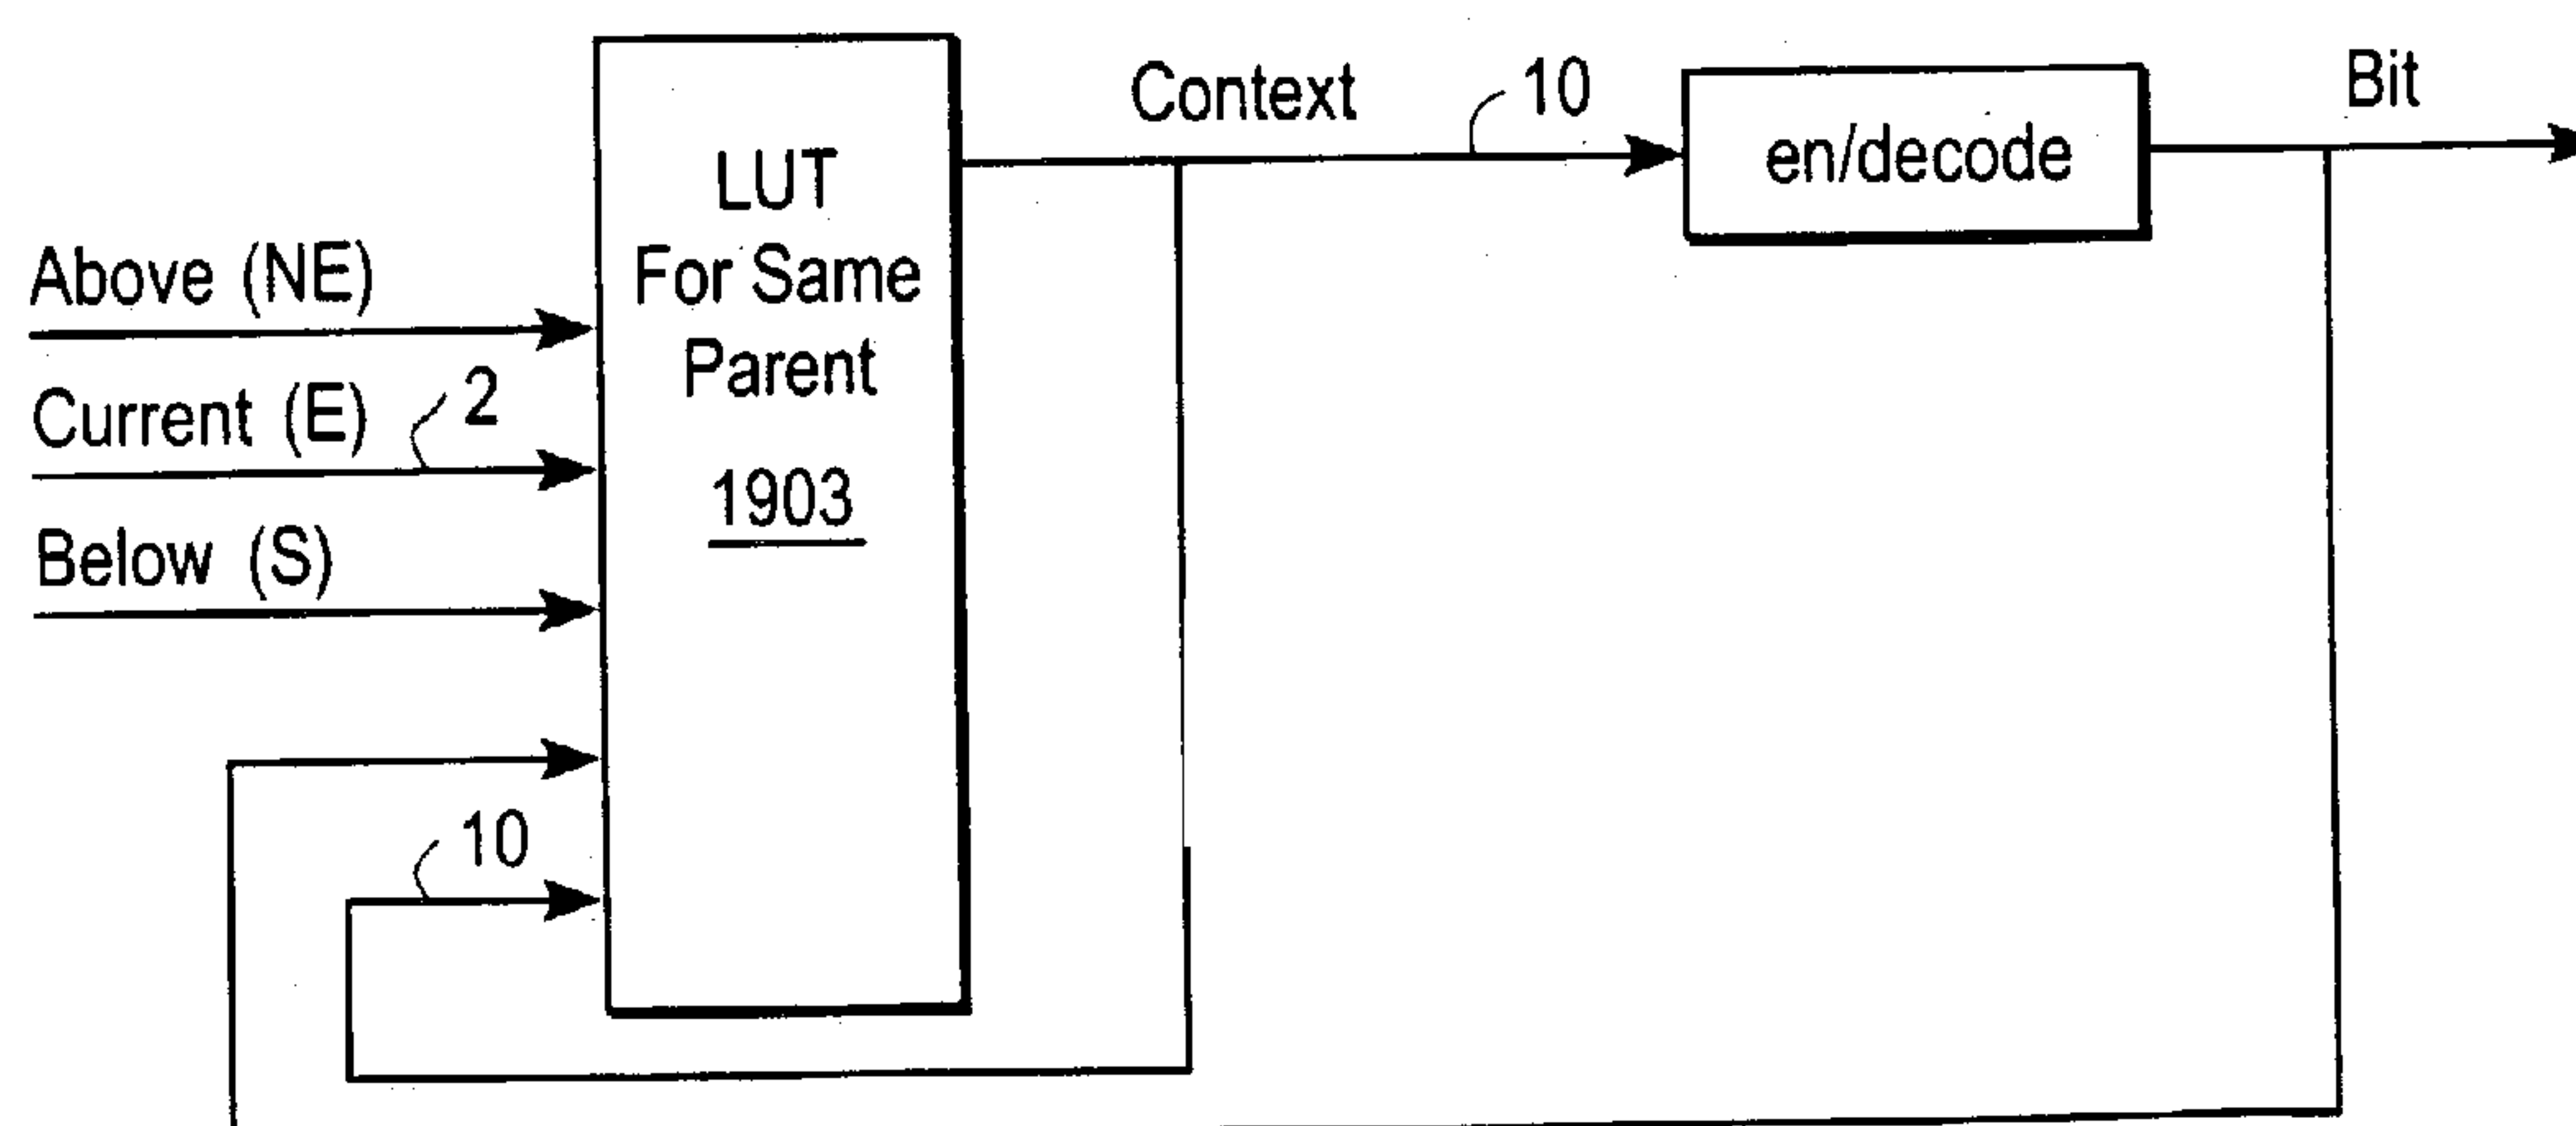 Context
10
en/decode
Bit
LUT
For Same
Parent
1903
Above (NE)
Current (E)
2
Below (S)
10